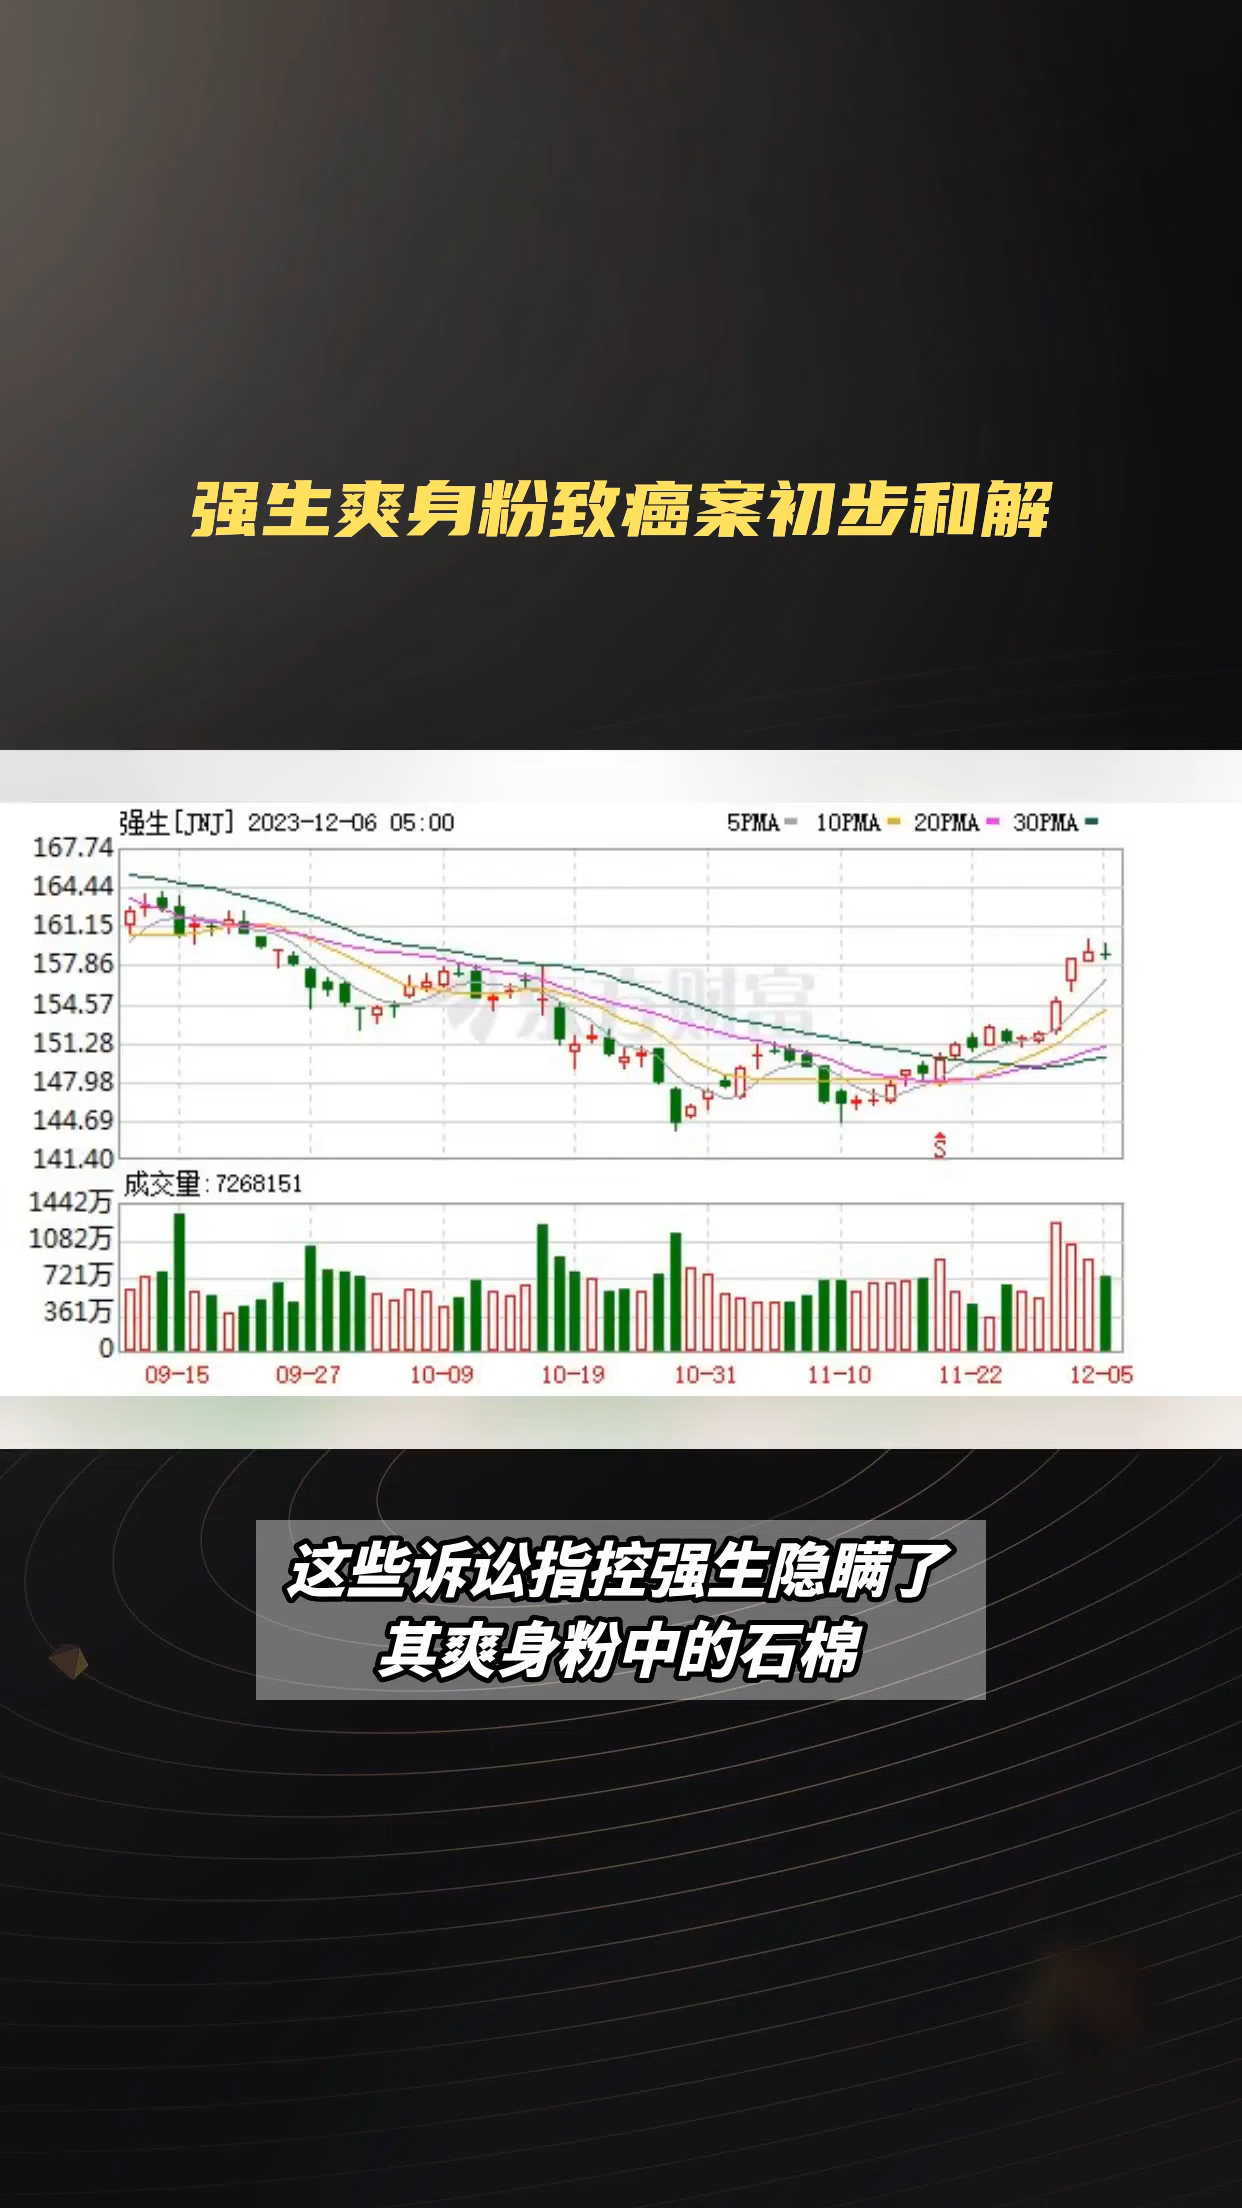 强生爽身粉致癌案初步和解
强生[JNJ] 2023-12-06 05:00
5PMA 10PMA 20PMA 30PMA
167.74
164.44
161.15
157.86
154.57
151.28
147.98
144.69
141.40
东方财富
S
成交量:7268151
1442万
1082万
721万
361万
0
09-15 09-27 10-09 10-19 10-31 11-10 11-22 12-05
这些诉讼指控强生隐瞒了
其爽身粉中的石棉